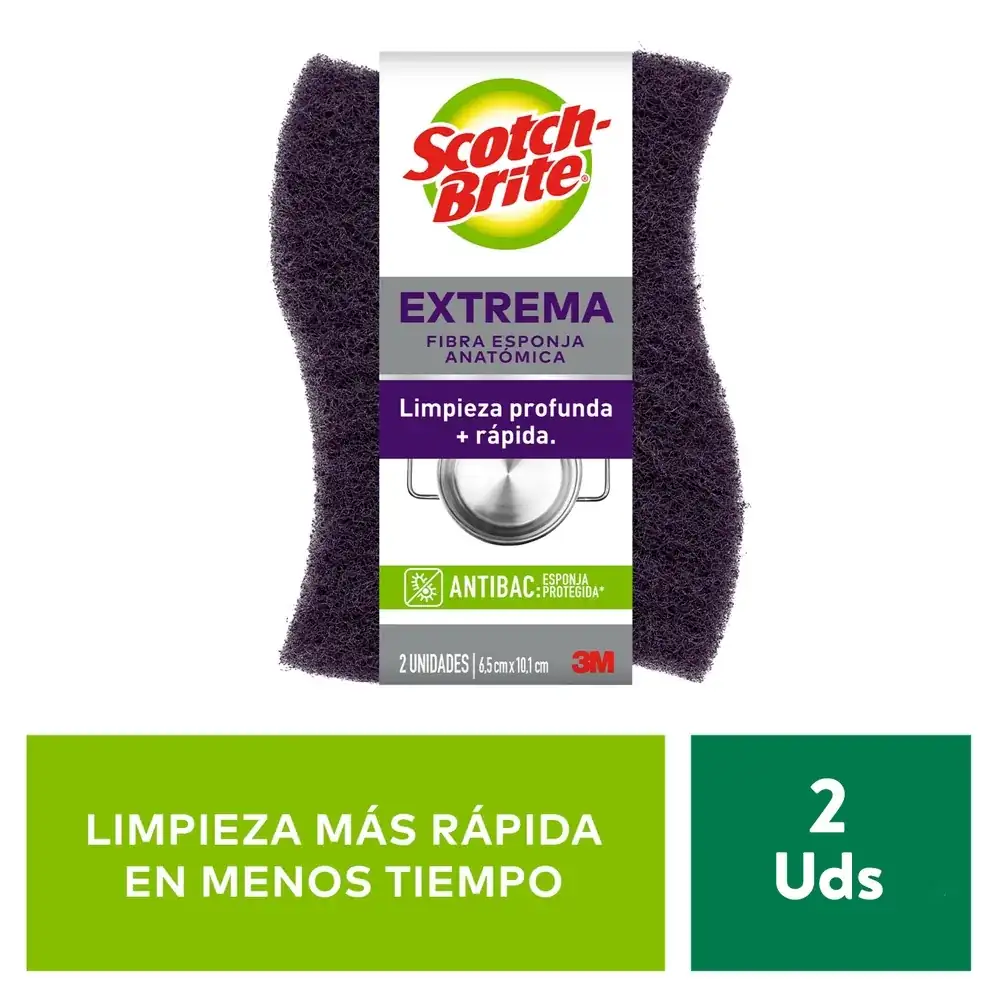 Scotch-
Brite®
EXTREMA
FIBRA ESPONJA
ANATÓMICA
Limpieza profunda
+ rápida.
ANTIBAC: ESPONJA
PROTEGIDA*
2 UNIDADES | 6,5 cm x 10,1 cm 3M
LIMPIEZA MÁS RÁPIDA
EN MENOS TIEMPO
2
Uds